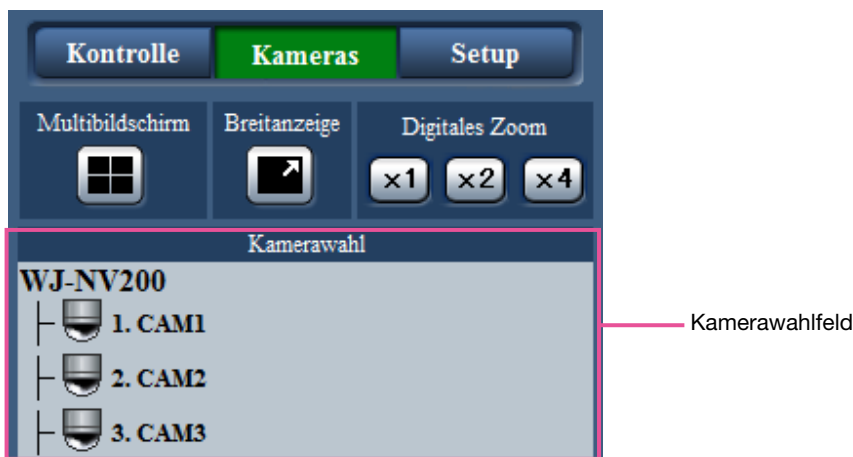 Kontrolle Kameras Setup
Multibildschirm Breitanzeige Digitales Zoom
×1 ×2 ×4
Kamerawahl
WJ-NV200
1. CAM1
Kamerawahlfeld
2. CAM2
3. CAM3